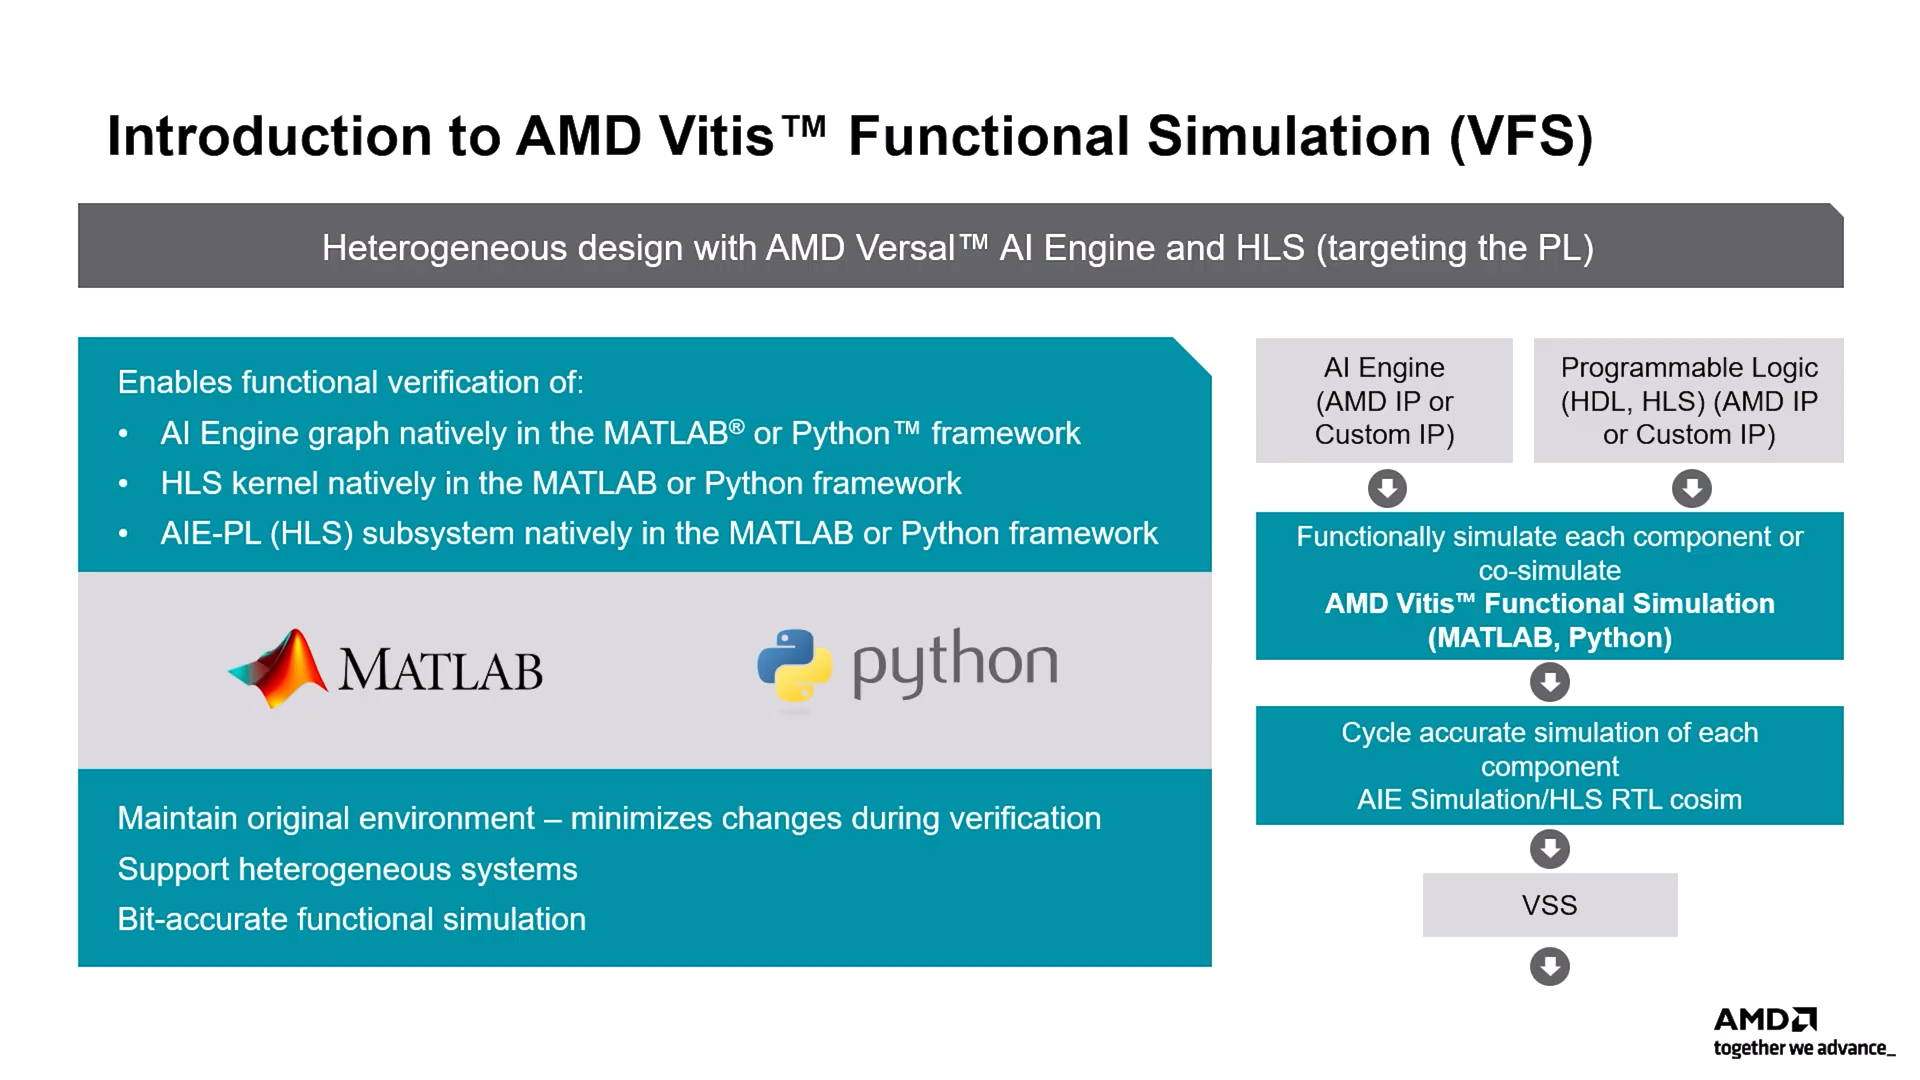 Introduction to AMD Vitis™ Functional Simulation (VFS)
Heterogeneous design with AMD Versal™ AI Engine and HLS (targeting the PL)
Enables functional verification of:
• AI Engine graph natively in the MATLAB® or Python™ framework
• HLS kernel natively in the MATLAB or Python framework
• AIE-PL (HLS) subsystem natively in the MATLAB or Python framework
MATLAB
python
Maintain original environment – minimizes changes during verification
Support heterogeneous systems
Bit-accurate functional simulation
AI Engine
(AMD IP or
Custom IP)
Programmable Logic
(HDL, HLS) (AMD IP
or Custom IP)
Functionally simulate each component or
co-simulate
AMD Vitis™ Functional Simulation
(MATLAB, Python)
Cycle accurate simulation of each
component
AIE Simulation/HLS RTL cosim
VSS
AMD
together we advance_